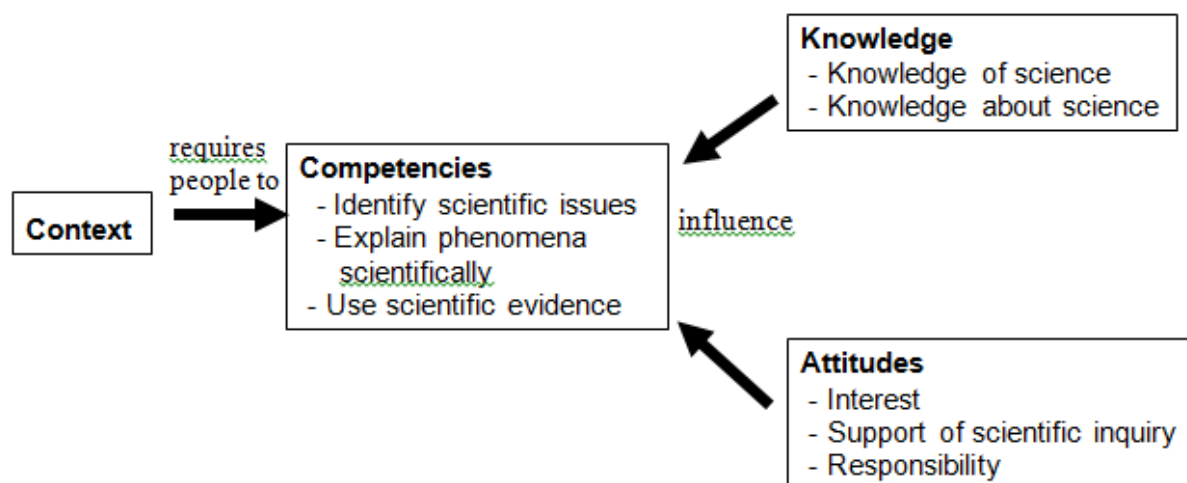 Knowledge
- Knowledge of science
- Knowledge about science
requires
people to
Context
Competencies
- Identify scientific issues
- Explain phenomena
scientifically
- Use scientific evidence
influence
Attitudes
- Interest
- Support of scientific inquiry
- Responsibility